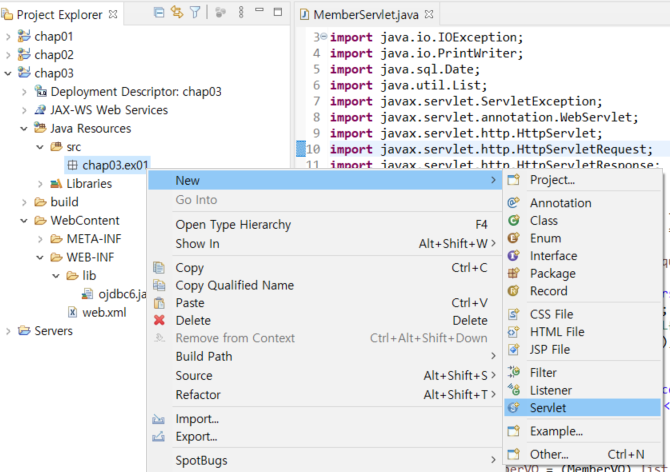 Project Explorer
chap01
chap02
chap03
Deployment Descriptor: chap03
JAX-WS Web Services
Java Resources
src
chap03.ex01
Libraries
build
WebContent
META-INF
WEB-INF
lib
ojdbc6.ja
web.xml
Servers
MemberServlet.java
3 import java.io.IOException;
4 import java.io.PrintWriter;
5 import java.sql.Date;
6 import java.util.List;
7 import javax.servlet.ServletException;
8 import javax.servlet.annotation.WebServlet;
9 import javax.servlet.http.HttpServlet;
10 import javax.servlet.http.HttpServletRequest;
11 import javax.servlet.http.HttpServletResponse;
New
Go Into
Open Type Hierarchy F4
Show In Alt+Shift+W
Copy Ctrl+C
Copy Qualified Name
Paste Ctrl+V
Delete Delete
Remove from Context Ctrl+Alt+Shift+Down
Build Path
Source Alt+Shift+S
Refactor Alt+Shift+T
Import...
Export...
SpotBugs
Project...
Annotation
Class
Enum
Interface
Package
Record
CSS File
HTML File
JSP File
Filter
Listener
Servlet
Example...
Other... Ctrl+N